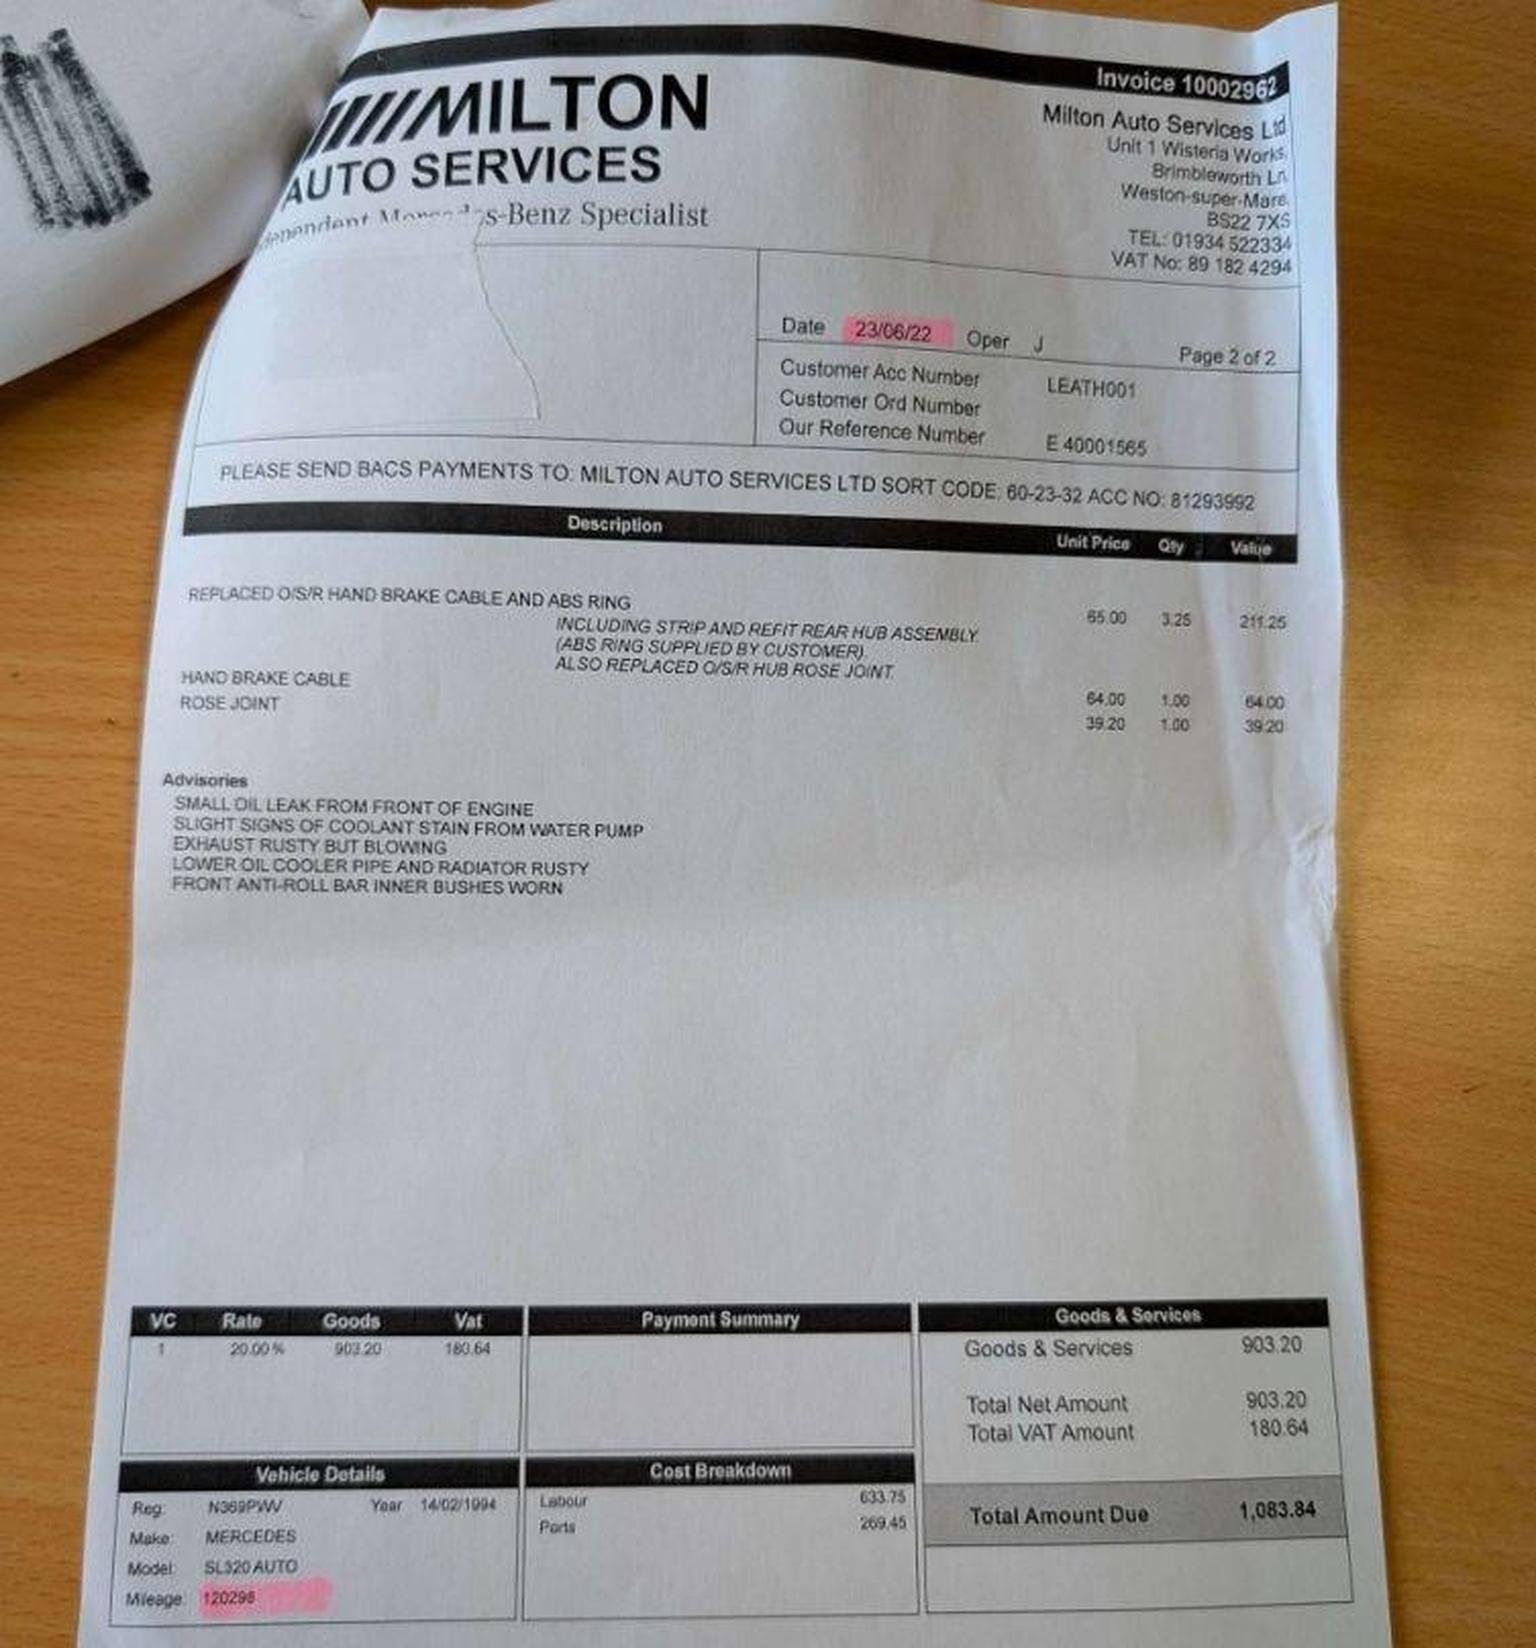 Invoice 10002962
MILTON
AUTO SERVICES
dependent Mercedes-Benz Specialist
Milton Auto Services Ltd
Unit 1 Wisteria Works,
Brimbleworth Ln,
Weston-super-Mare,
BS22 7XS
TEL: 01934 522334
VAT No: 89 182 4294
Date 23/06/22 Oper J Page 2 of 2
Customer Acc Number LEATH001
Customer Ord Number
Our Reference Number E 40001565
PLEASE SEND BACS PAYMENTS TO: MILTON AUTO SERVICES LTD SORT CODE: 60-23-32 ACC NO: 81293992
Description Unit Price Qty Value
REPLACED O/S/R HAND BRAKE CABLE AND ABS RING 65.00 3.25 211.25
INCLUDING STRIP AND REFIT REAR HUB ASSEMBLY.
(ABS RING SUPPLIED BY CUSTOMER).
ALSO REPLACED O/S/R HUB ROSE JOINT.
HAND BRAKE CABLE 64.00 1.00 64.00
ROSE JOINT 39.20 1.00 39.20
Advisories
SMALL OIL LEAK FROM FRONT OF ENGINE
SLIGHT SIGNS OF COOLANT STAIN FROM WATER PUMP
EXHAUST RUSTY BUT BLOWING
LOWER OIL COOLER PIPE AND RADIATOR RUSTY
FRONT ANTI-ROLL BAR INNER BUSHES WORN
VC Rate Goods Vat
1 20.00 % 903.20 180.64
Payment Summary
Goods & Services
Goods & Services 903.20
Total Net Amount 903.20
Total VAT Amount 180.64
Total Amount Due 1,083.84
Vehicle Details
Reg: N369PWV Year 14/02/1994
Make: MERCEDES
Model: SL320 AUTO
Mileage: 120298
Cost Breakdown
Labour 633.75
Parts 269.45